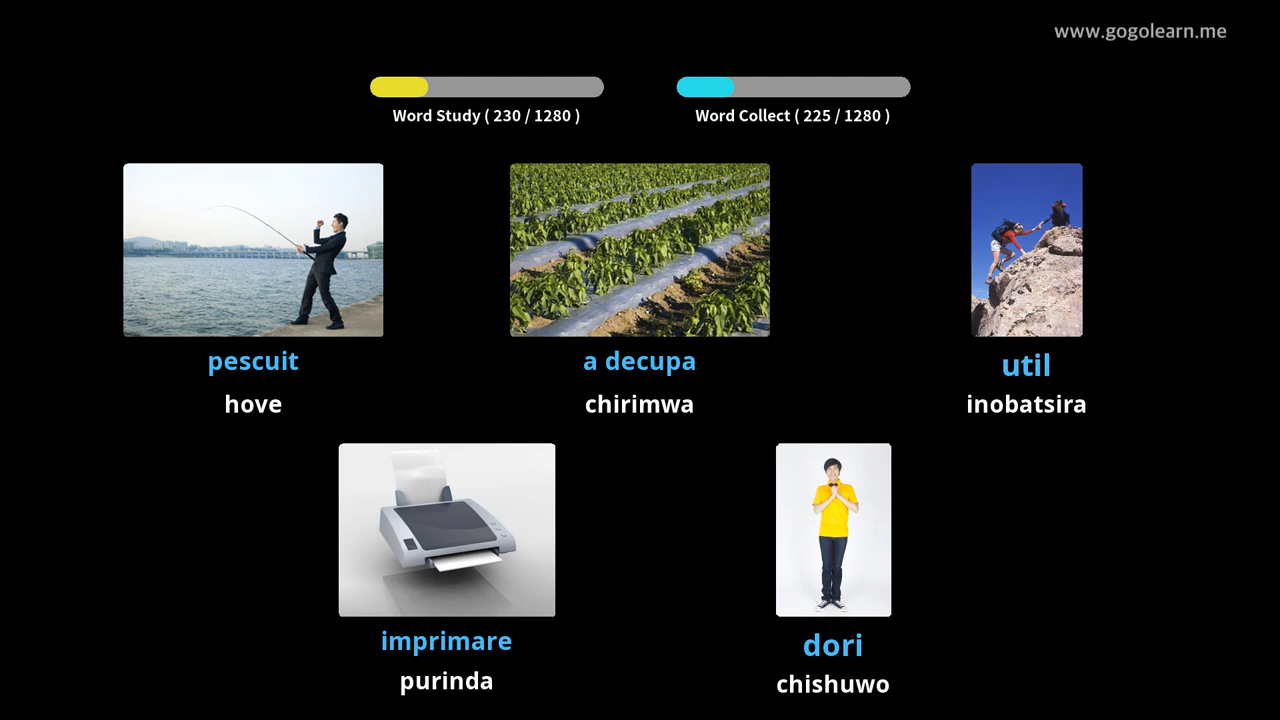 www.gogolearn.me
Word Study ( 230 / 1280 )
Word Collect ( 225 / 1280 )
pescuit
hove
a decupa
chirimwa
util
inobatsira
imprimare
purinda
dori
chishuwo